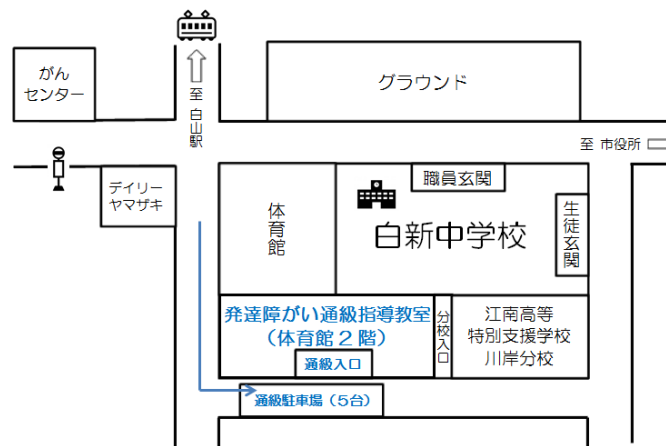 がん
センター
至 白山駅
グラウンド
至 市役所
デイリー
ヤマザキ
体育館
職員玄関
白新中学校
生徒玄関
発達障がい通級指導教室
（体育館２階）
通級入口
分校入口
江南高等
特別支援学校
川岸分校
通級駐車場（５台）